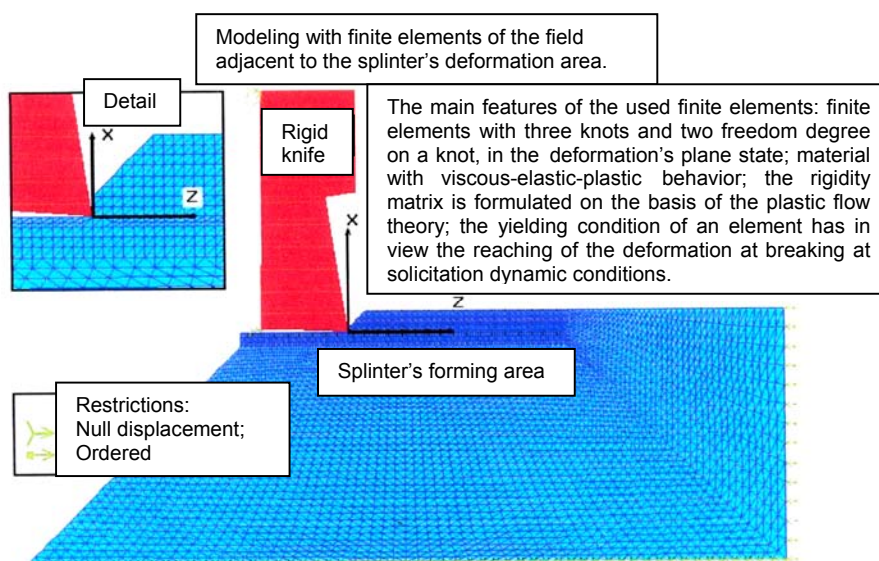 Modeling with finite elements of the field
adjacent to the splinter's deformation area.
Detail
X
Z
Rigid
knife
The main features of the used finite elements: finite
elements with three knots and two freedom degree
on a knot, in the deformation's plane state; material
with viscous-elastic-plastic behavior; the rigidity
matrix is formulated on the basis of the plastic flow
theory; the yielding condition of an element has in
view the reaching of the deformation at breaking at
solicitation dynamic conditions.
X
Z
Splinter's forming area
Restrictions:
Null displacement;
Ordered